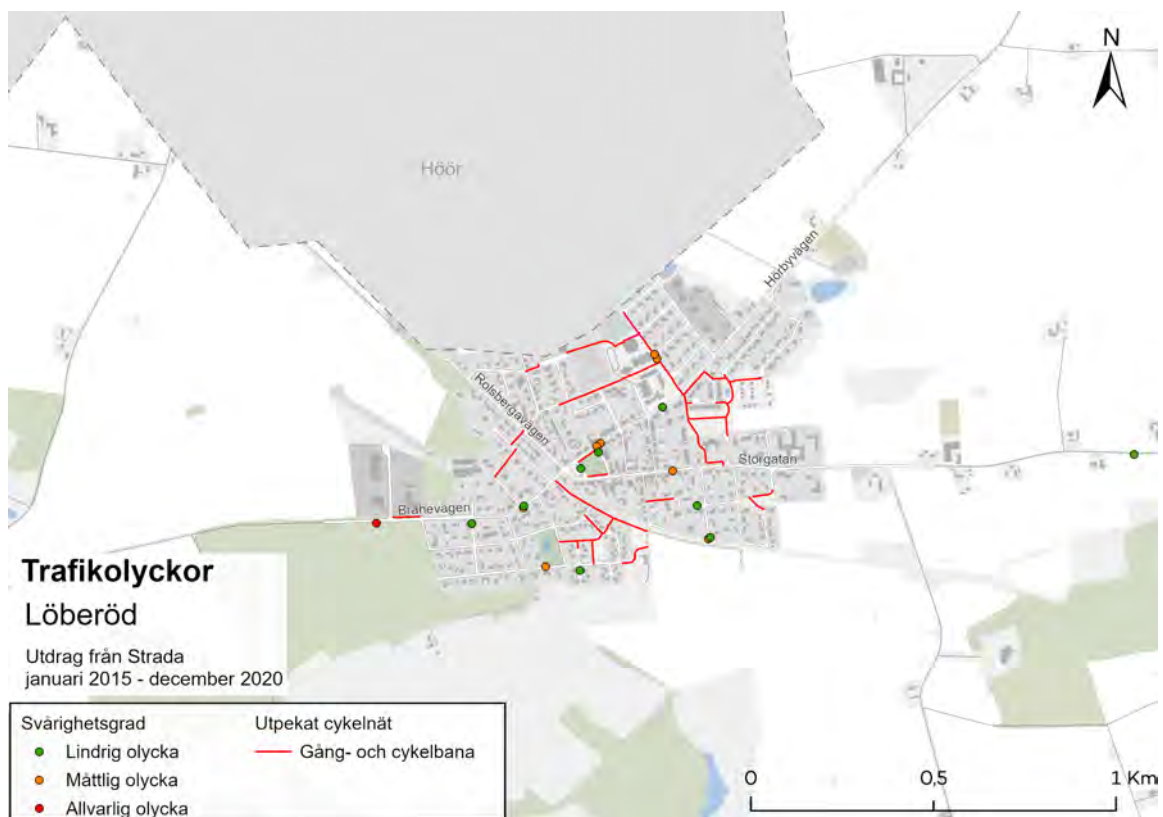 N
Höör
Hörbyvägen
Rolsbergavägen
Storgatan
Brahevägen
Trafikolyckor
Löberöd
Utdrag från Strada
januari 2015 - december 2020
Svårighetsgrad
Lindrig olycka
Måttlig olycka
Allvarlig olycka
Utpekat cykelnät
Gång- och cykelbana
0 0,5 1 Km